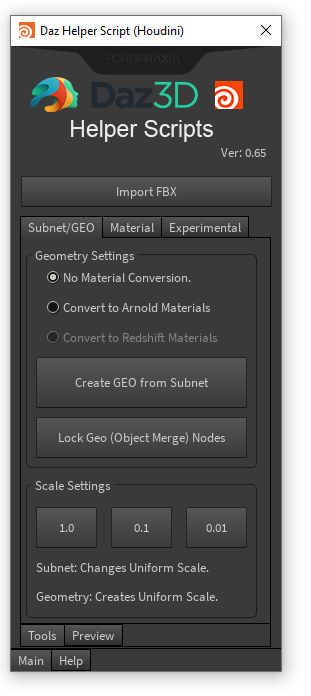 Daz Helper Script (Houdini)
ECHOPRAXIA
Daz3D
Helper Scripts
Ver: 0.65
Import FBX
Subnet/GEO Material Experimental
Geometry Settings
No Material Conversion.
Convert to Arnold Materials
Convert to Redshift Materials
Create GEO from Subnet
Lock Geo (Object Merge) Nodes
Scale Settings
1.0 0.1 0.01
Subnet: Changes Uniform Scale.
Geometry: Creates Uniform Scale.
Tools Preview
Main Help